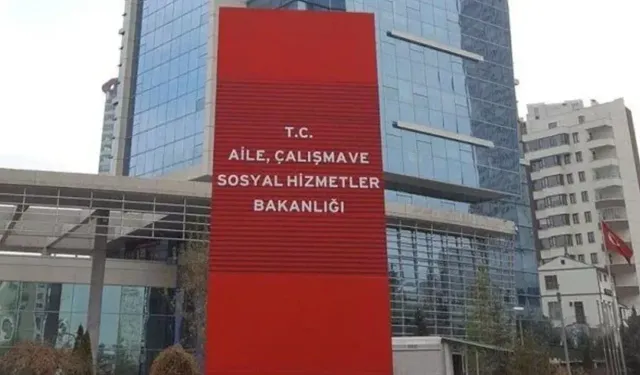 T.C.
AİLE, ÇALIŞMAVE
SOSYAL HİZMETLER
BAKANLIĞI